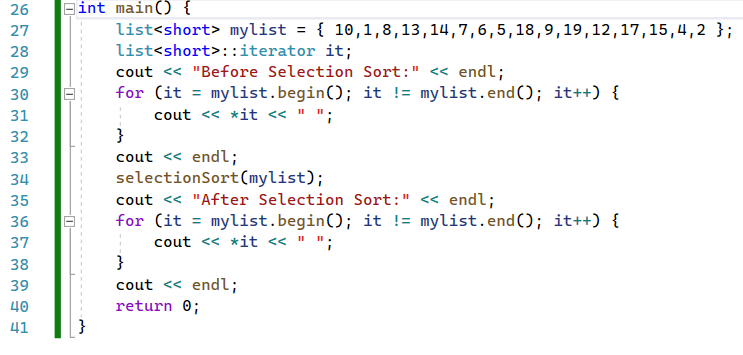 26 int main() {
27 list<short> mylist = { 10,1,8,13,14,7,6,5,18,9,19,12,17,15,4,2 };
28 list<short>::iterator it;
29 cout << "Before Selection Sort:" << endl;
30 for (it = mylist.begin(); it != mylist.end(); it++) {
31 cout << *it << " ";
32 }
33 cout << endl;
34 selectionSort(mylist);
35 cout << "After Selection Sort:" << endl;
36 for (it = mylist.begin(); it != mylist.end(); it++) {
37 cout << *it << " ";
38 }
39 cout << endl;
40 return 0;
41 }